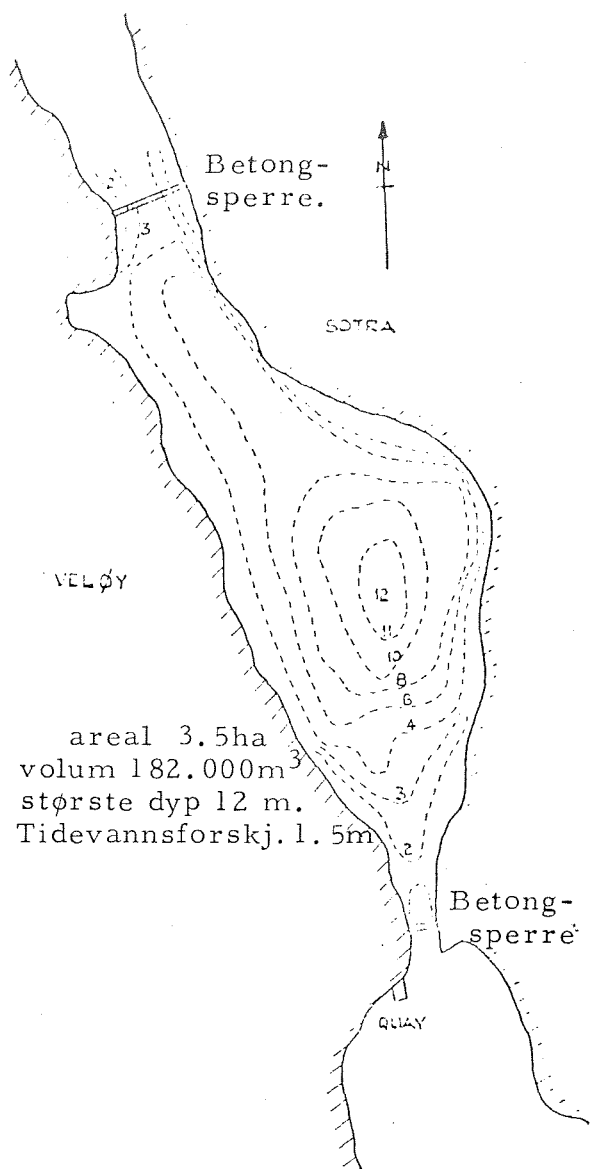 Betong-
sperre.
N
2
3
SOTRA
VELØY
12
11
10
8
6
4
3
2
areal 3.5ha
volum 182.000m³
største dyp 12 m.
Tidevannsforskj. 1.5m
Betong-
sperre
QUAY